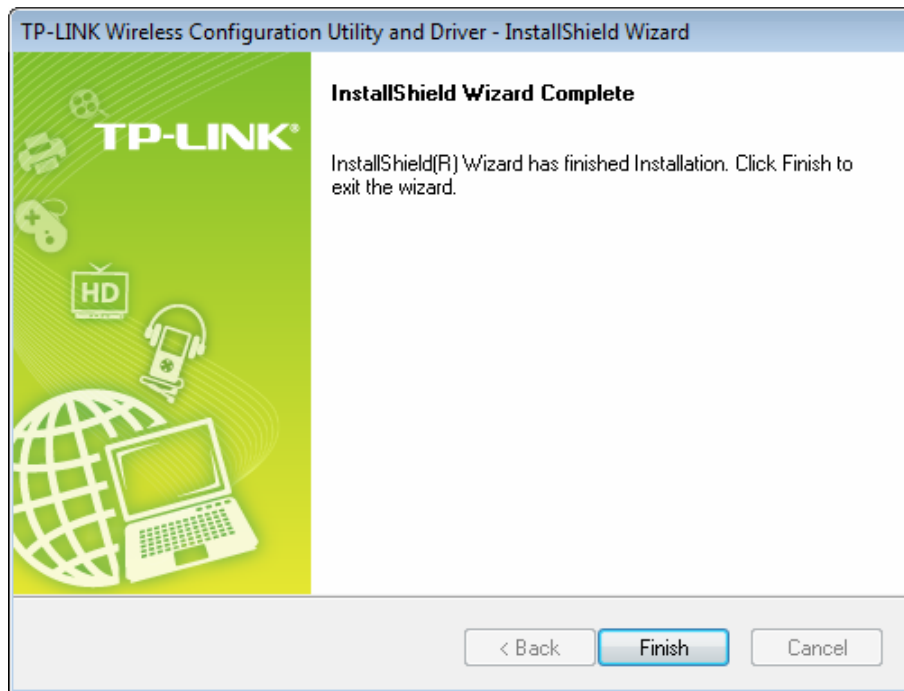 TP-LINK Wireless Configuration Utility and Driver - InstallShield Wizard
TP-LINK®
InstallShield Wizard Complete
InstallShield(R) Wizard has finished Installation. Click Finish to
exit the wizard.
HD
< Back
Finish
Cancel